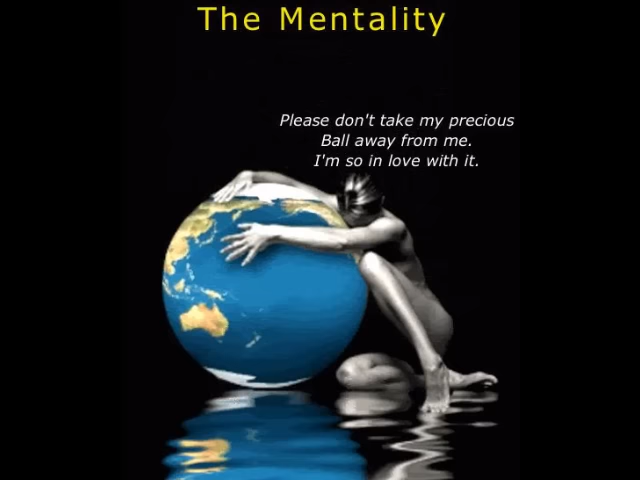 The Mentality
Please don't take my precious
Ball away from me.
I'm so in love with it.